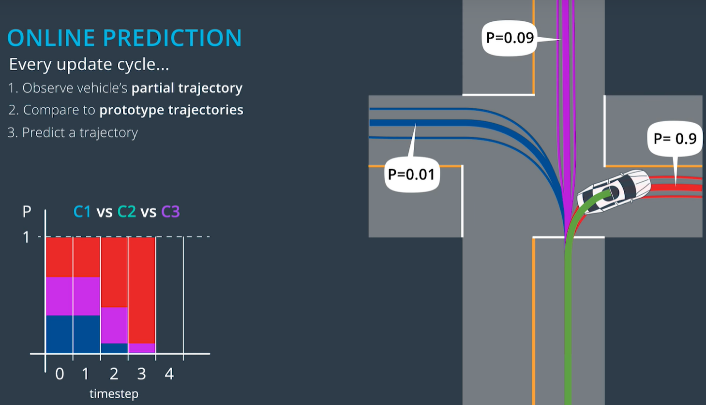 ONLINE PREDICTION
Every update cycle...
1. Observe vehicle's partial trajectory
2. Compare to prototype trajectories
3. Predict a trajectory
P=0.09
P= 0.9
P=0.01
P
C1 vs C2 vs C3
1
0 1 2 3 4
timestep